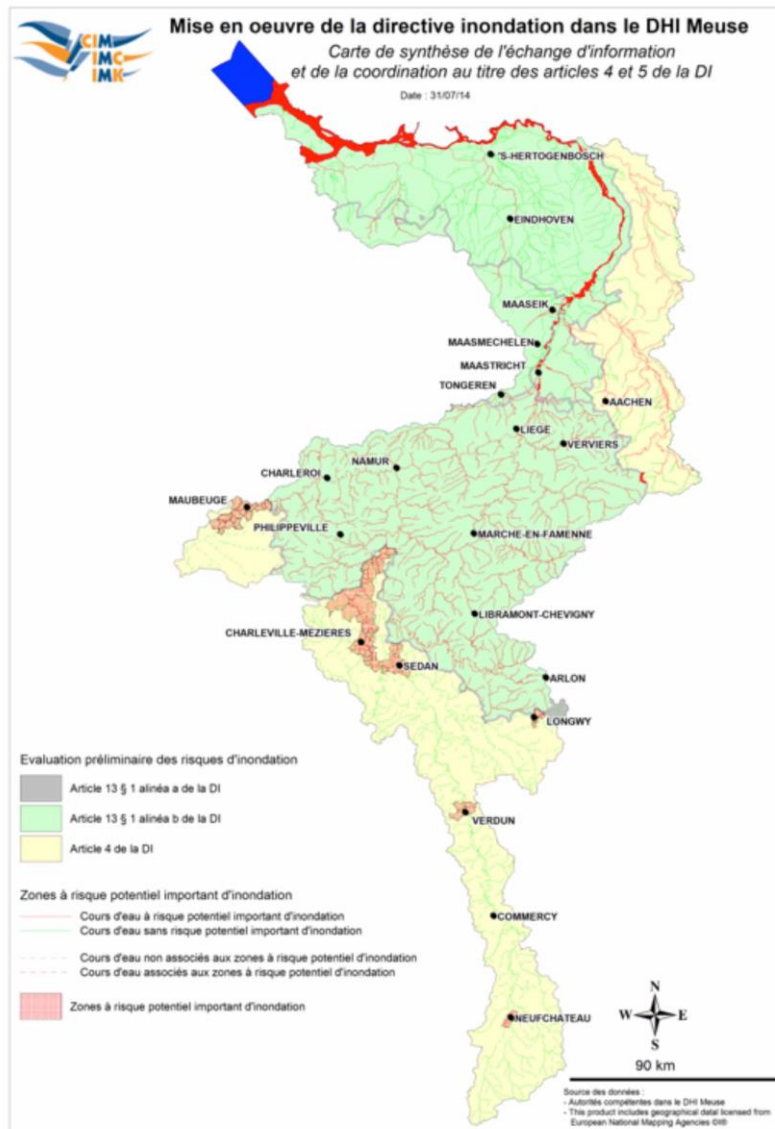 CIM
IMC
IMK
Mise en oeuvre de la directive inondation dans le DHI Meuse
Carte de synthèse de l'échange d'information
et de la coordination au titre des articles 4 et 5 de la DI
Date : 31/07/14
'S-HERTOGENBOSCH
EINDHOVEN
MAASEIK
MAASMECHELEN
MAASTRICHT
TONGEREN
AACHEN
LIEGE
VERVIERS
NAMUR
CHARLEROI
MAUBEUGE
PHILIPPEVILLE
MARCHE-EN-FAMENNE
LIBRAMONT-CHEVIGNY
CHARLEVILLE-MEZIERES
SEDAN
ARLON
LONGWY
VERDUN
COMMERCY
NEUFCHATEAU
Evaluation préliminaire des risques d'inondation
Article 13 § 1 alinéa a de la DI
Article 13 § 1 alinéa b de la DI
Article 4 de la DI
Zones à risque potentiel important d'inondation
Cours d'eau à risque potentiel important d'inondation
Cours d'eau sans risque potentiel important d'inondation
Cours d'eau non associés aux zones à risque potentiel d'inondation
Cours d'eau associés aux zones à risque potentiel d'inondation
Zones à risque potentiel important d'inondation
N
W E
S
90 km
Source des données :
- Autorités compétentes dans le DHI Meuse
- This product includes geographical datal licensed from
European National Mapping Agencies ©®